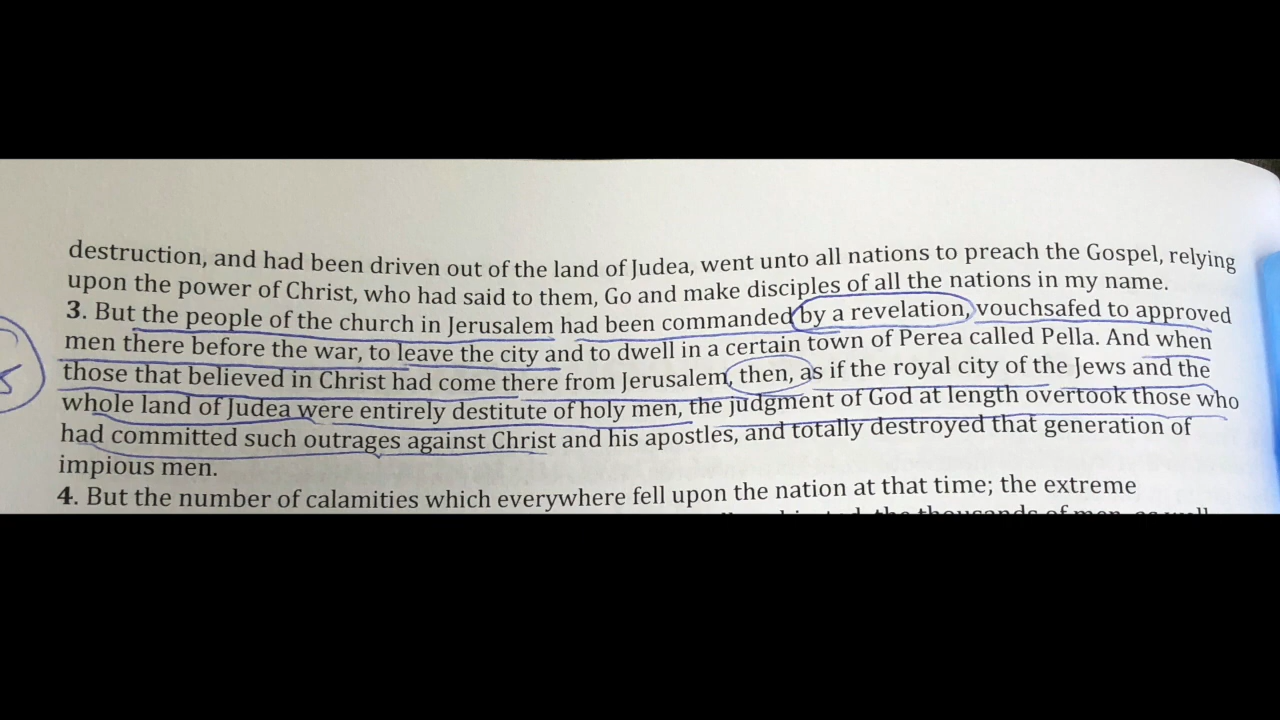 destruction, and had been driven out of the land of Judea, went unto all nations to preach the Gospel, relying
upon the power of Christ, who had said to them, Go and make disciples of all the nations in my name.
3. But the people of the church in Jerusalem had been commanded by a revelation, vouchsafed to approved
men there before the war, to leave the city and to dwell in a certain town of Perea called Pella. And when
those that believed in Christ had come there from Jerusalem, then, as if the royal city of the Jews and the
whole land of Judea were entirely destitute of holy men, the judgment of God at length overtook those who
had committed such outrages against Christ and his apostles, and totally destroyed that generation of
impious men.
4. But the number of calamities which everywhere fell upon the nation at that time; the extreme
the thousands of men, as well